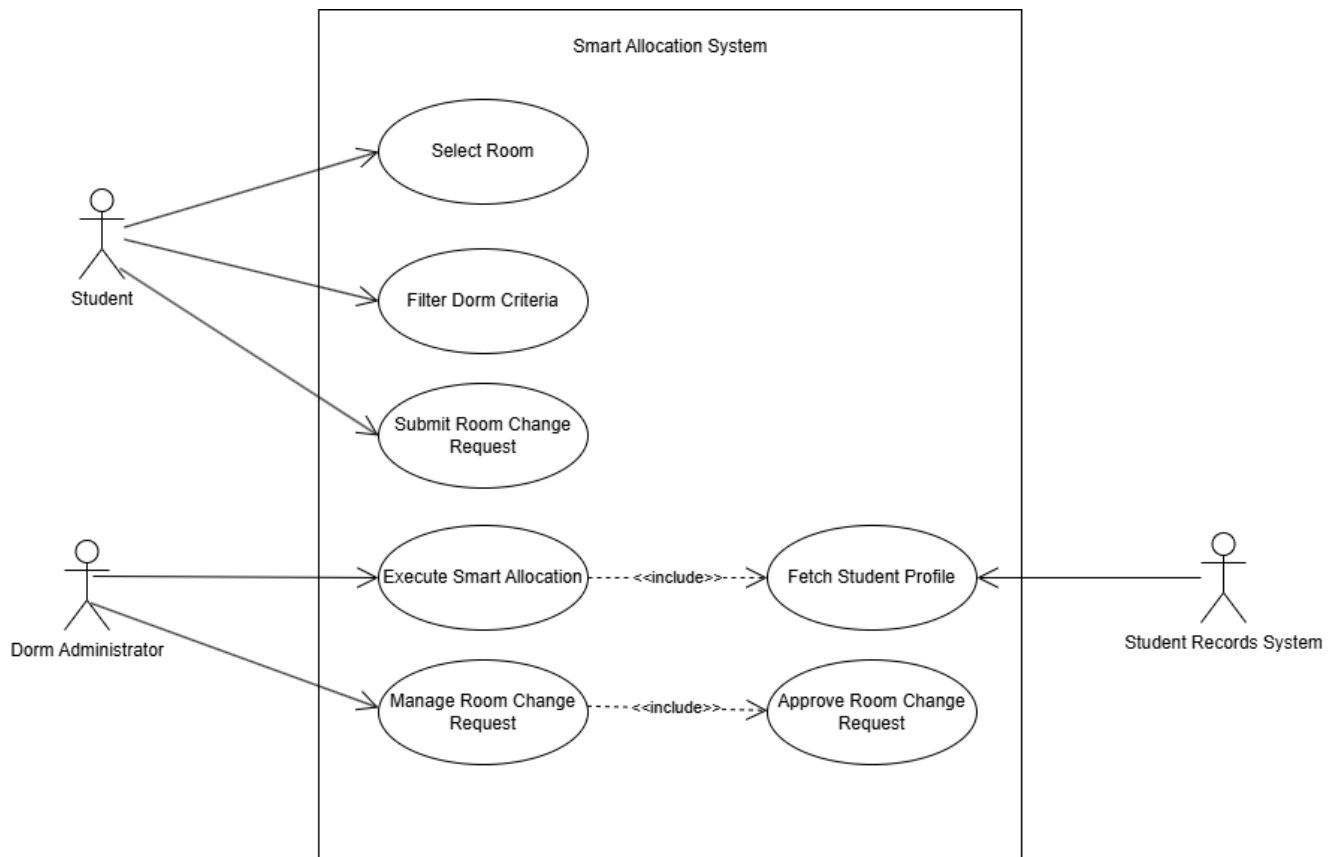 Smart Allocation System
Select Room
Student
Filter Dorm Criteria
Submit Room Change
Request
Dorm Administrator
Execute Smart Allocation
<<include>>
Fetch Student Profile
Student Records System
Manage Room Change
Request
<<include>>
Approve Room Change
Request